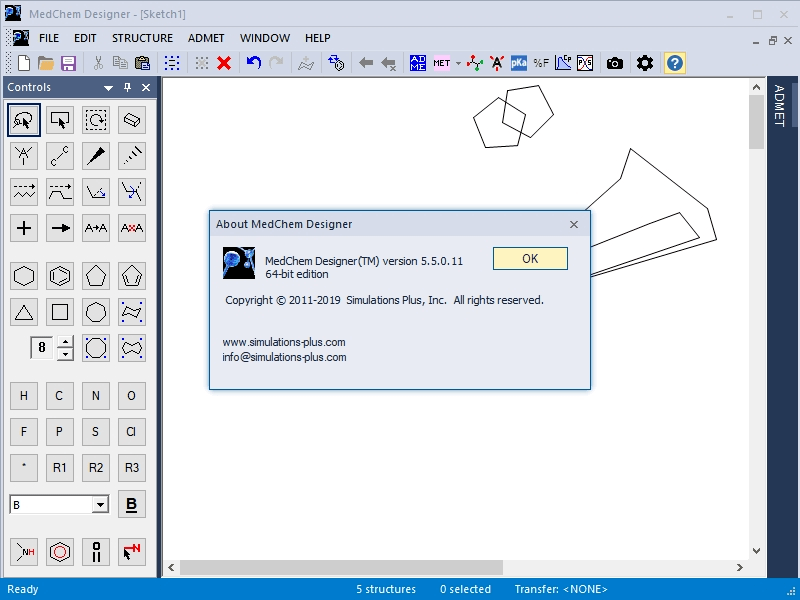 MedChem Designer - [Sketch1]
FILE EDIT STRUCTURE ADMET WINDOW HELP
AD ME MET pKa %F Cp
Controls
ADMET
A→A A×A
8
About MedChem Designer
MedChem Designer(TM) version 5.5.0.11
64-bit edition
OK
Copyright © 2011-2019 Simulations Plus, Inc. All rights reserved.
www.simulations-plus.com
info@simulations-plus.com
H C N O
F P S Cl
* R1 R2 R3
B B
NH N
Ready 5 structures 0 selected Transfer: <NONE>